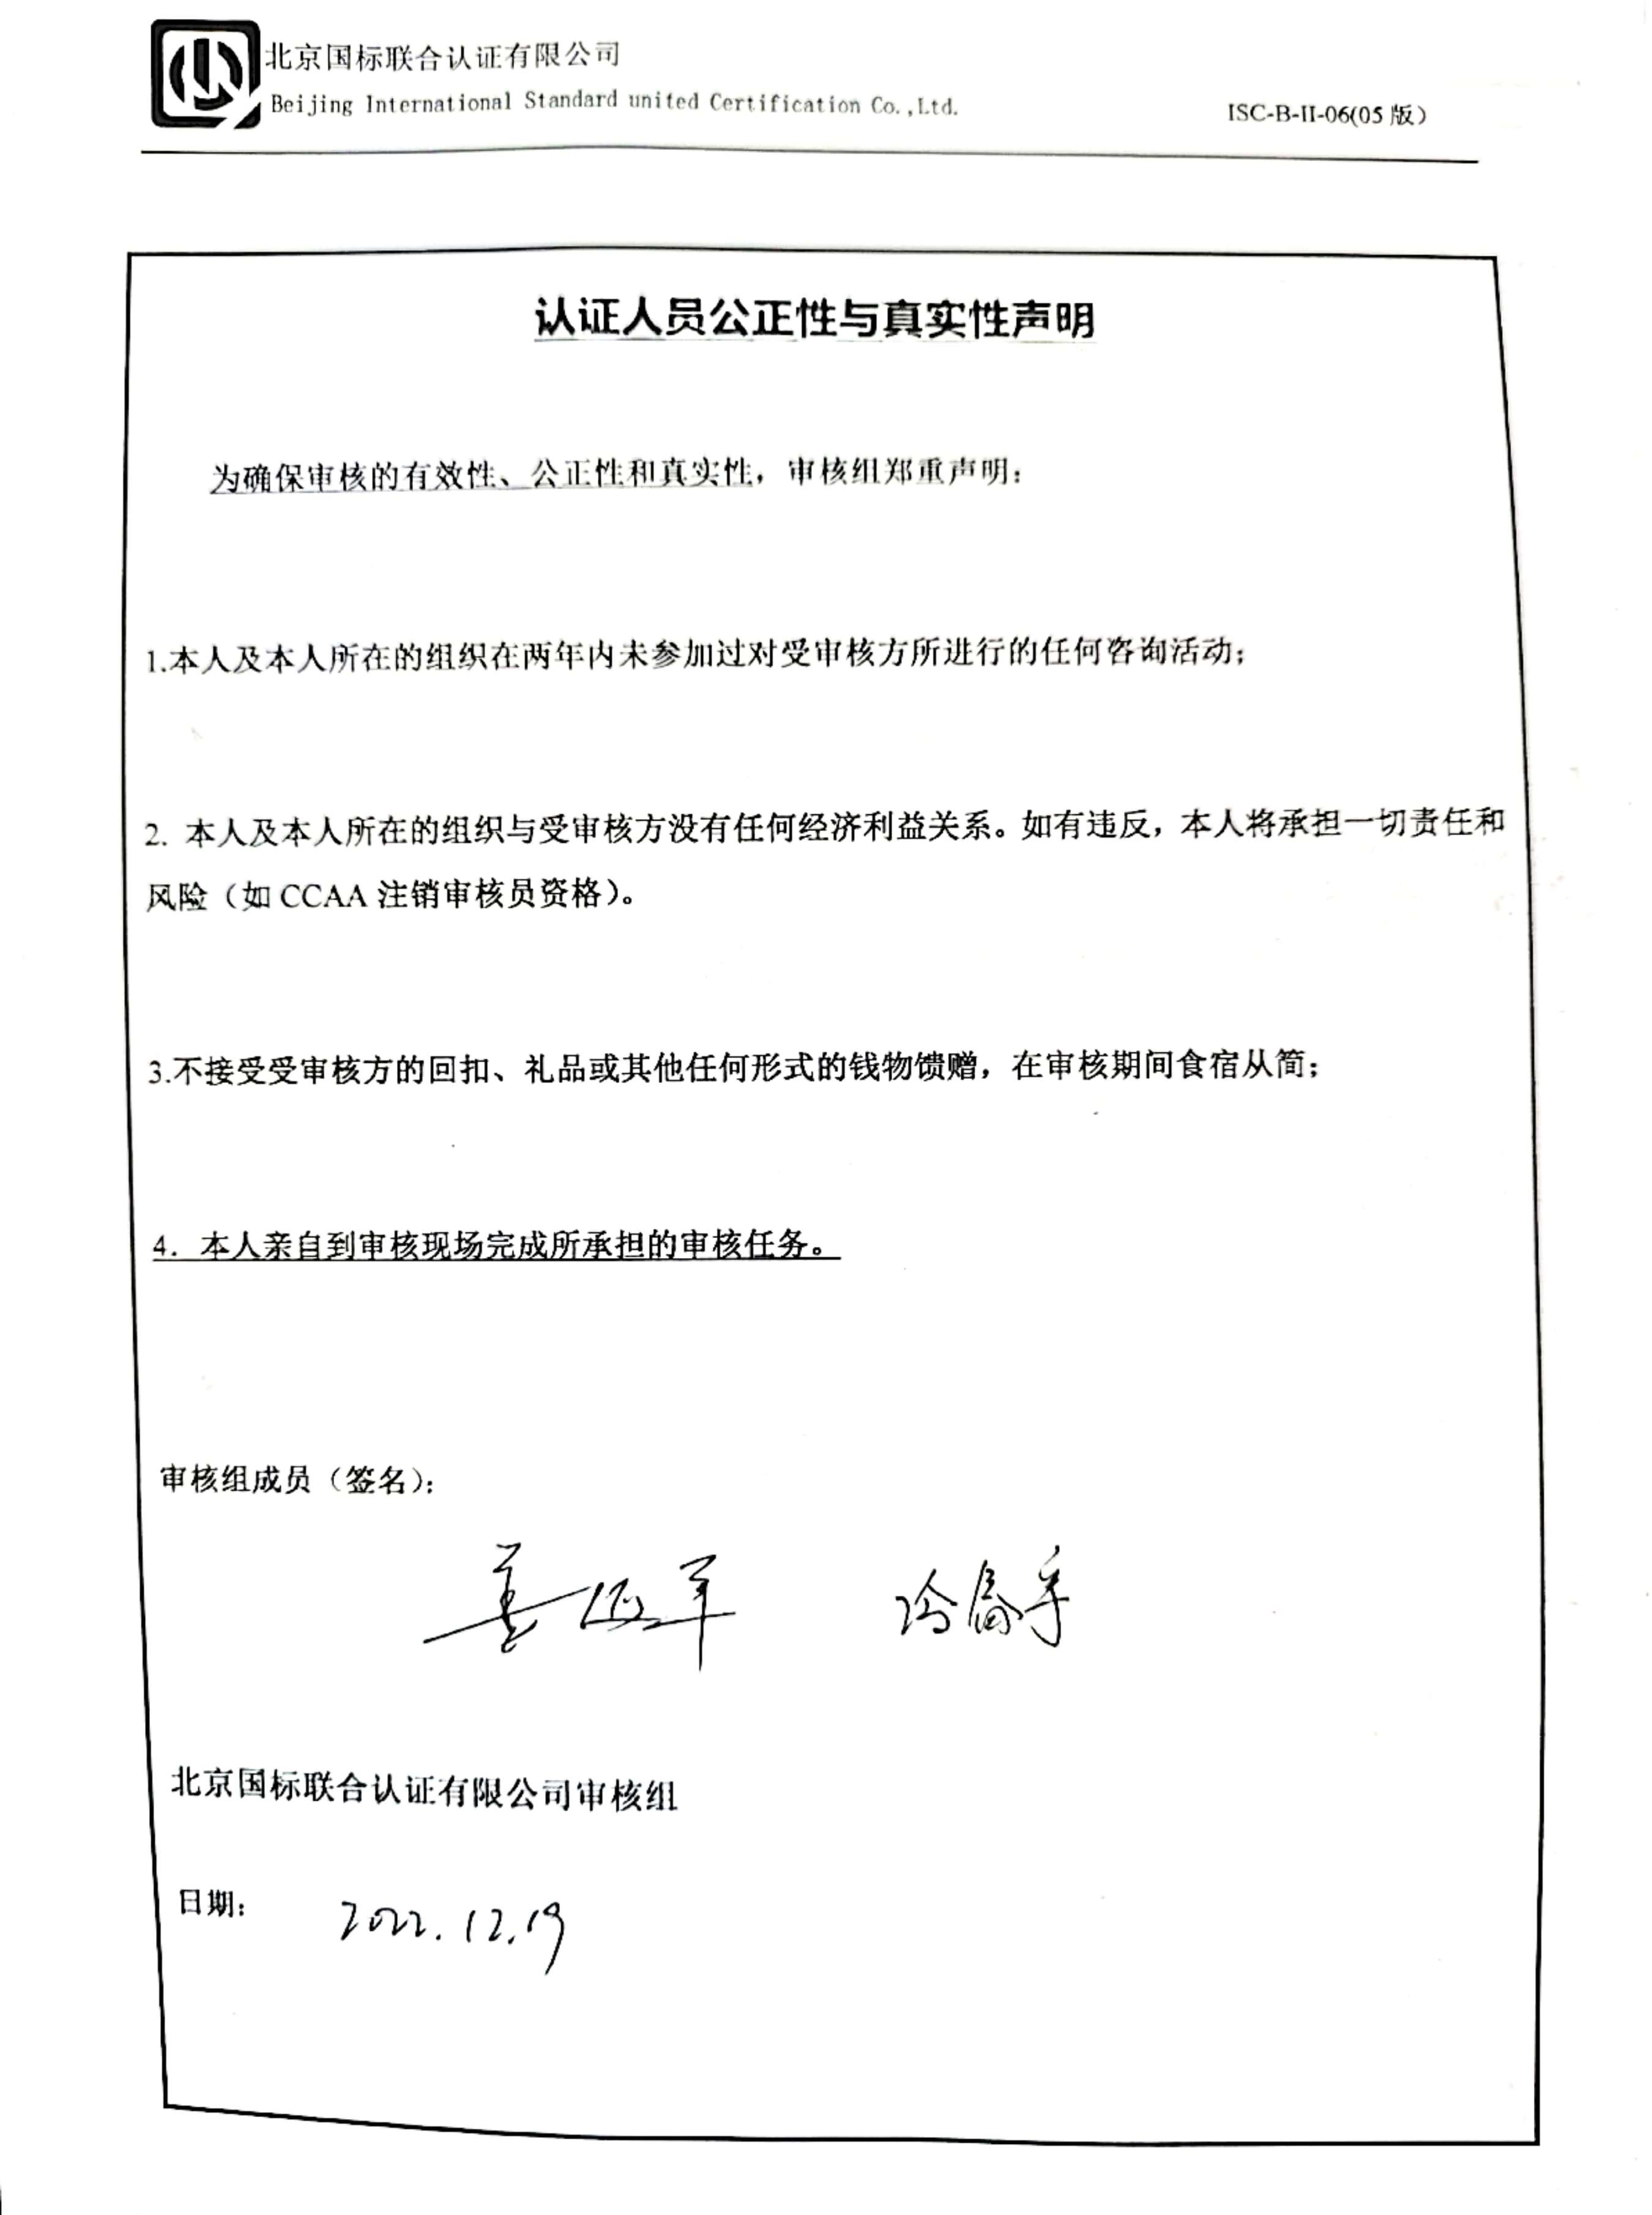 北京国标联合认证有限公司
Beijing International Standard united Certification Co.,Ltd.
ISC-B-II-06(05 版)
认证人员公正性与真实性声明
为确保审核的有效性、公正性和真实性，审核组郑重声明：
1.本人及本人所在的组织在两年内未参加过对受审核方所进行的任何咨询活动；
2. 本人及本人所在的组织与受审核方没有任何经济利益关系。如有违反，本人将承担一切责任和
风险（如 CCAA 注销审核员资格）。
3.不接受受审核方的回扣、礼品或其他任何形式的钱物馈赠，在审核期间食宿从简；
4. 本人亲自到审核现场完成所承担的审核任务。
审核组成员（签名）：
北京国标联合认证有限公司审核组
日期： 2022.12.19